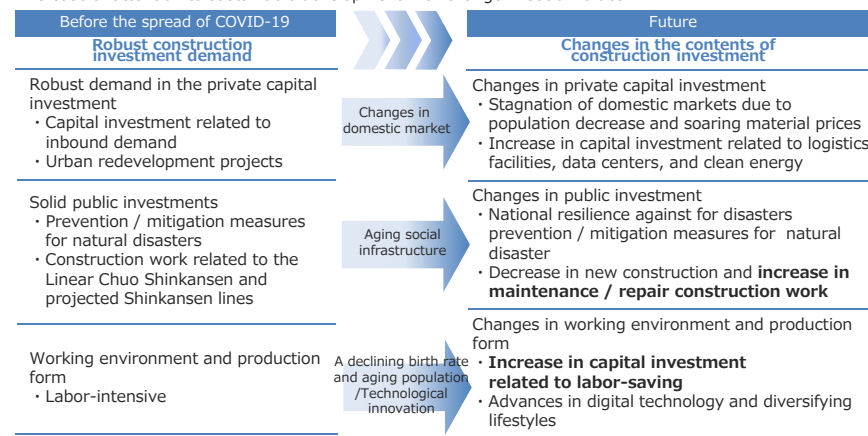 Before the spread of COVID-19
Robust construction
investment demand
Robust demand in the private capital
investment
・Capital investment related to
inbound demand
・Urban redevelopment projects
Solid public investments
・Prevention / mitigation measures
for natural disasters
・Construction work related to the
Linear Chuo Shinkansen and
projected Shinkansen lines
Working environment and production
form
・Labor-intensive
Changes in
domestic market
Aging social
infrastructure
A declining birth rate
and aging population
/Technological
innovation
Future
Changes in the contents of
construction investment
Changes in private capital investment
・Stagnation of domestic markets due to
population decrease and soaring material prices
・Increase in capital investment related to logistics
facilities, data centers, and clean energy
Changes in public investment
・National resilience against for disasters
prevention / mitigation measures for natural
disaster
・Decrease in new construction and increase in
maintenance / repair construction work
Changes in working environment and production
form
・Increase in capital investment
related to labor-saving
・Advances in digital technology and diversifying
lifestyles